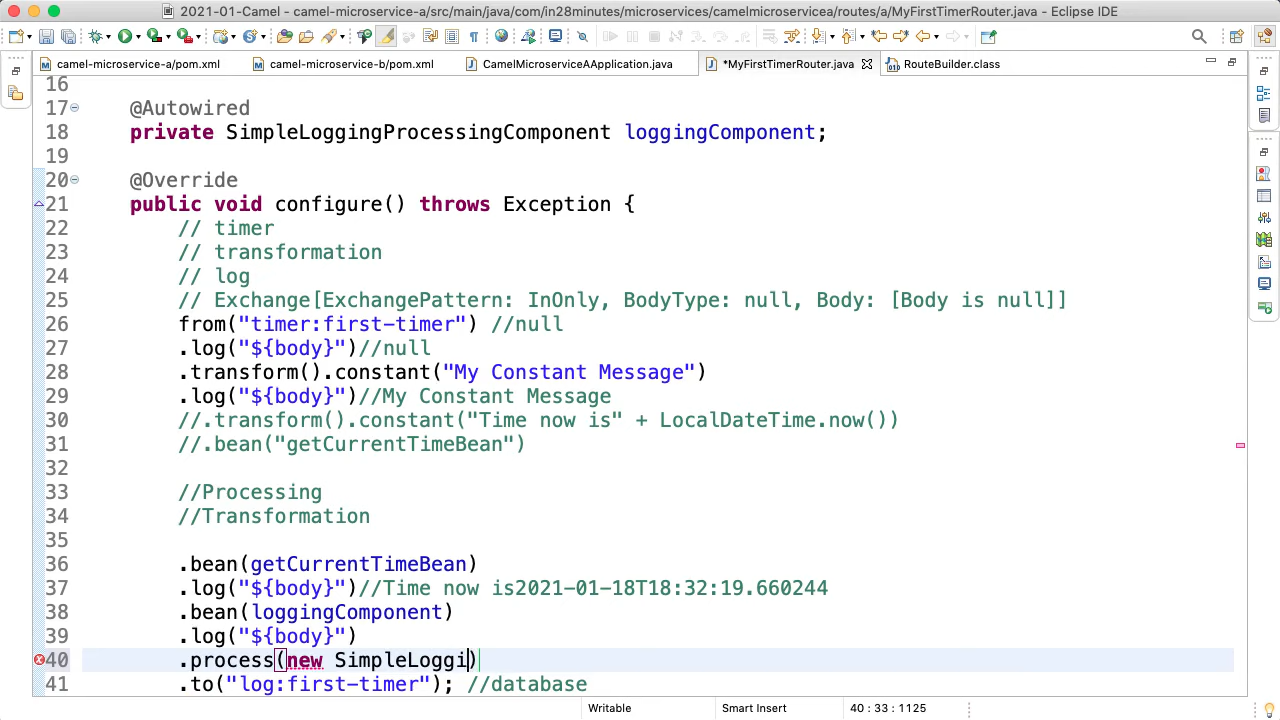 2021-01-Camel - camel-microservice-a/src/main/java/com/in28minutes/microservices/camelmicroservicea/routes/a/MyFirstTimerRouter.java - Eclipse IDE
camel-microservice-a/pom.xml camel-microservice-b/pom.xml CamelMicroserviceAApplication.java *MyFirstTimerRouter.java RouteBuilder.class
16
17 @Autowired
18 private SimpleLoggingProcessingComponent loggingComponent;
19
20 @Override
21 public void configure() throws Exception {
22 // timer
23 // transformation
24 // log
25 // Exchange[ExchangePattern: InOnly, BodyType: null, Body: [Body is null]]
26 from("timer:first-timer") //null
27 .log("${body}")//null
28 .transform().constant("My Constant Message")
29 .log("${body}")//My Constant Message
30 //.transform().constant("Time now is" + LocalDateTime.now())
31 //.bean("getCurrentTimeBean")
32
33 //Processing
34 //Transformation
35
36 .bean(getCurrentTimeBean)
37 .log("${body}")//Time now is2021-01-18T18:32:19.660244
38 .bean(loggingComponent)
39 .log("${body}")
40 .process(new SimpleLoggi)
41 .to("log:first-timer"); //database
Writable Smart Insert 40 : 33 : 1125